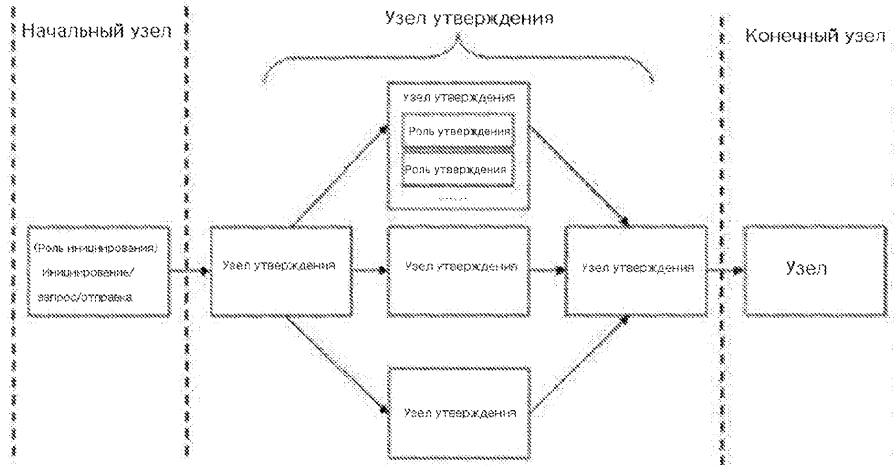 Начальный узел
Узел утверждения
Конечный узел
Узел утверждения
Роль утверждения
Роль утверждения
......
(Роль инициирования)
Инициирование/
запрос/отправка
Узел утверждения
Узел утверждения
Узел утверждения
Узел
Узел утверждения